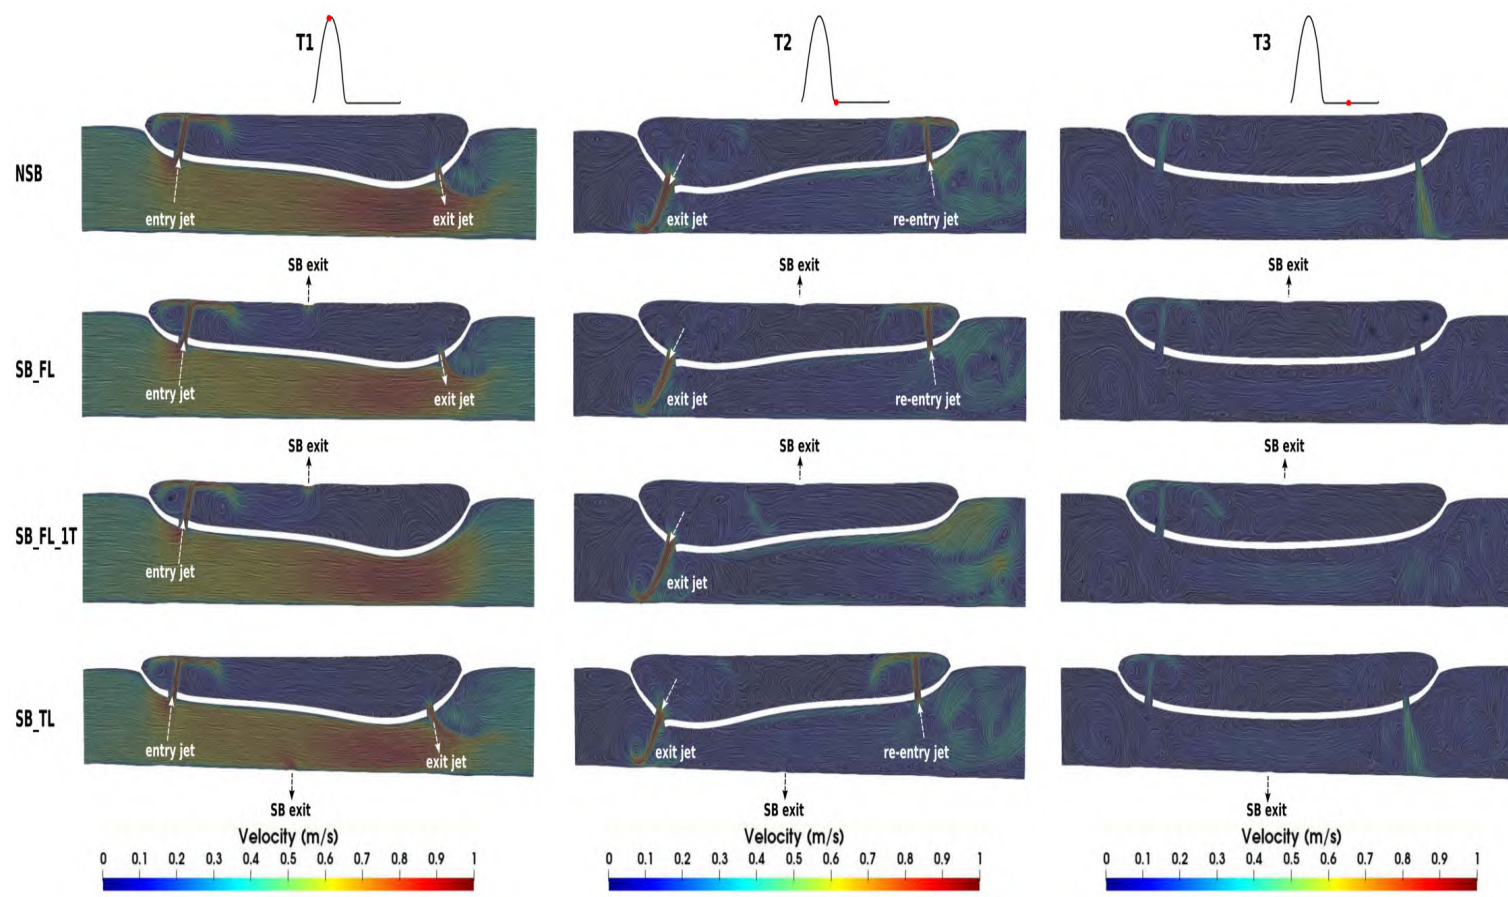 T1 T2 T3
NSB
entry jet exit jet exit jet re-entry jet
SB exit SB exit SB exit
SB_FL
entry jet exit jet exit jet re-entry jet
SB exit SB exit SB exit
SB_FL_1T
entry jet exit jet
SB_TL
entry jet exit jet exit jet re-entry jet
SB exit SB exit SB exit
Velocity (m/s) Velocity (m/s) Velocity (m/s)
0 0.1 0.2 0.3 0.4 0.5 0.6 0.7 0.8 0.9 1 0 0.1 0.2 0.3 0.4 0.5 0.6 0.7 0.8 0.9 1 0 0.1 0.2 0.3 0.4 0.5 0.6 0.7 0.8 0.9 1